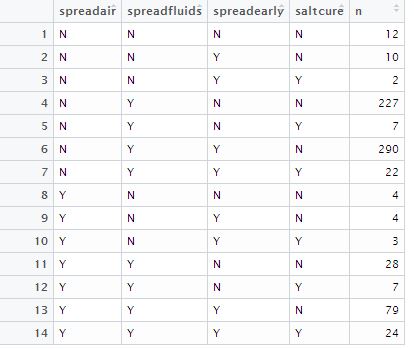 spreadair spreadfluids spreadearly saltcure n
1 N N N N 12
2 N N Y N 10
3 N N Y Y 2
4 N Y N N 227
5 N Y N Y 7
6 N Y Y N 290
7 N Y Y Y 22
8 Y N N N 4
9 Y N Y N 4
10 Y N Y Y 3
11 Y Y N N 28
12 Y Y N Y 7
13 Y Y Y N 79
14 Y Y Y Y 24